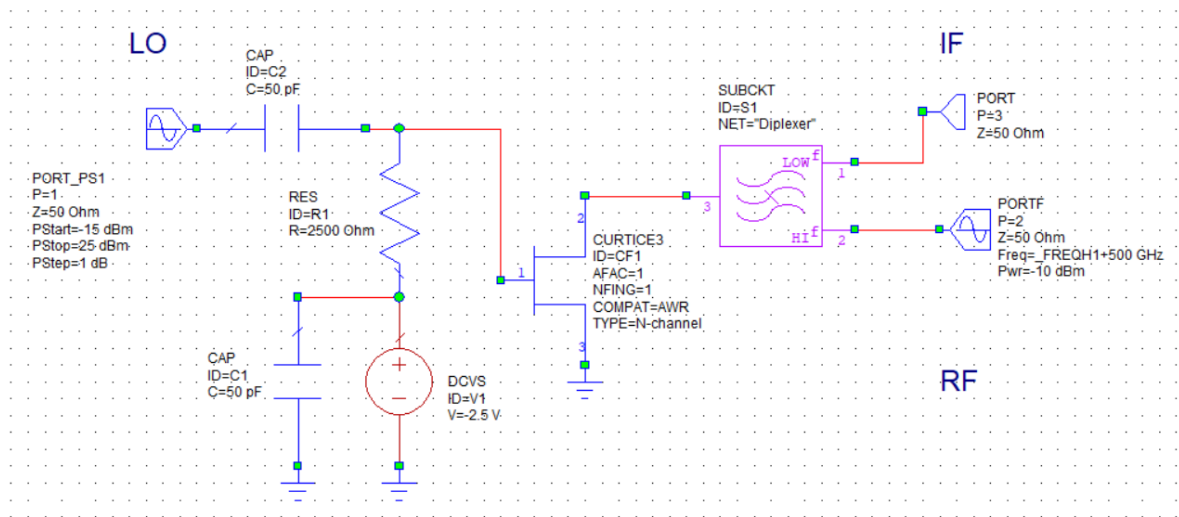 LO
IF
CAP
ID=C2
C=50 pF
SUBCKT
ID=S1
NET="Diplexer"
PORT
P=3
Z=50 Ohm
LOW f
1
3
HI f
2
PORT_PS1
P=1
Z=50 Ohm
PStart=-15 dBm
PStop=25 dBm
PStep=1 dB
RES
ID=R1
R=2500 Ohm
PORTF
P=2
Z=50 Ohm
Freq=_FREQH1+500 GHz
Pwr=-10 dBm
2
1
3
CURTICE3
ID=CF1
AFAC=1
NFING=1
COMPAT=AWR
TYPE=N-channel
CAP
ID=C1
C=50 pF
DCVS
ID=V1
V=-2.5 V
RF